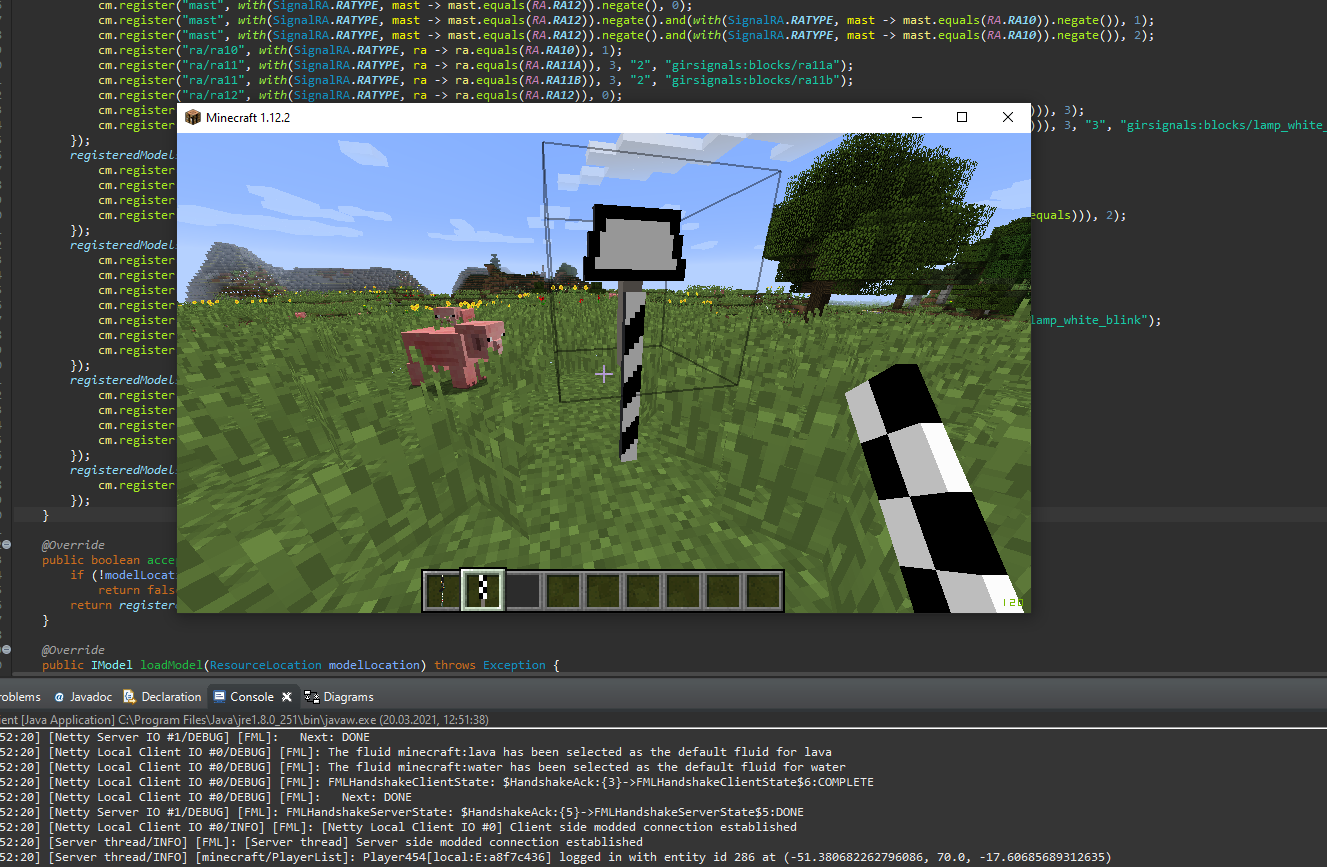 cm.register("mast", with(SignalRA.RATYPE, mast -> mast.equals(RA.RA12)).negate(), 0);
cm.register("mast", with(SignalRA.RATYPE, mast -> mast.equals(RA.RA12)).negate().and(with(SignalRA.RATYPE, mast -> mast.equals(RA.RA10)).negate()), 1);
cm.register("mast", with(SignalRA.RATYPE, mast -> mast.equals(RA.RA12)).negate().and(with(SignalRA.RATYPE, mast -> mast.equals(RA.RA10)).negate()), 2);
cm.register("ra/ra10", with(SignalRA.RATYPE, ra -> ra.equals(RA.RA10)), 1);
cm.register("ra/ra11", with(SignalRA.RATYPE, ra -> ra.equals(RA.RA11A)), 3, "2", "girsignals:blocks/ra11a");
cm.register("ra/ra11", with(SignalRA.RATYPE, ra -> ra.equals(RA.RA11B)), 3, "2", "girsignals:blocks/ra11b");
cm.register("ra/ra12", with(SignalRA.RATYPE, ra -> ra.equals(RA.RA12)), 0);
cm.register ))), 3);
cm.register ))), 3, "3", "girsignals:blocks/lamp_white_
});
Minecraft 1.12.2
registeredModel
cm.register
cm.register
cm.register
cm.register equals))), 2);
});
registeredModel
cm.register
cm.register
cm.register
cm.register
cm.register lamp_white_blink");
cm.register
cm.register
});
registeredModel
cm.register
cm.register
cm.register
cm.register
});
registeredModel
cm.register
});
}
@Override
public boolean acce
if (!modelLocat
return fals
return registere
}
120
@Override
public IModel loadModel(ResourceLocation modelLocation) throws Exception {
roblems @ Javadoc Declaration Console Diagrams
ient [Java Application] C:\Program Files\Java\jre1.8.0_251\bin\javaw.exe (20.03.2021, 12:51:38)
52:20] [Netty Server IO #1/DEBUG] [FML]: Next: DONE
52:20] [Netty Local Client IO #0/DEBUG] [FML]: The fluid minecraft:lava has been selected as the default fluid for lava
52:20] [Netty Local Client IO #0/DEBUG] [FML]: The fluid minecraft:water has been selected as the default fluid for water
52:20] [Netty Local Client IO #0/DEBUG] [FML]: FMLHandshakeClientState: $HandshakeAck:{3}->FMLHandshakeClientState$6:COMPLETE
52:20] [Netty Local Client IO #0/DEBUG] [FML]: Next: DONE
52:20] [Netty Server IO #1/DEBUG] [FML]: FMLHandshakeServerState: $HandshakeAck:{5}->FMLHandshakeServerState$5:DONE
52:20] [Netty Local Client IO #0/INFO] [FML]: [Netty Local Client IO #0] Client side modded connection established
52:20] [Server thread/INFO] [FML]: [Server thread] Server side modded connection established
52:20] [Server thread/INFO] [minecraft/PlayerList]: Player454[local:E:a8f7c436] logged in with entity id 286 at (-51.380682262796086, 70.0, -17.60685689312635)